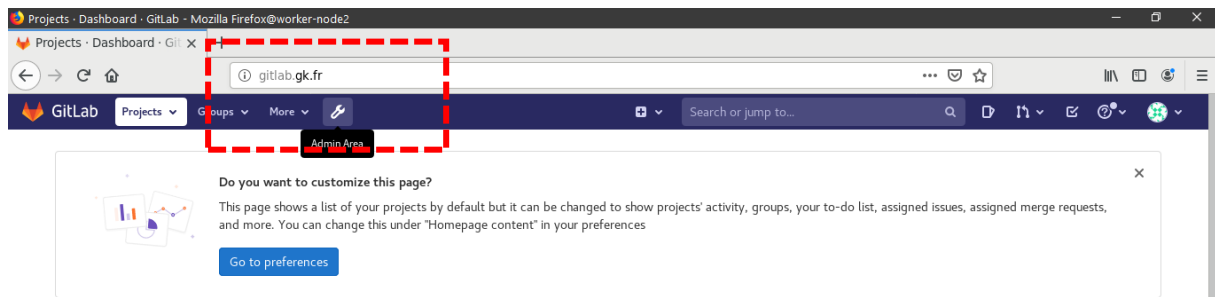 Projects · Dashboard · GitLab - Mozilla Firefox@worker-node2
Projects · Dashboard · Git
gitlab.gk.fr
GitLab Projects Groups More Search or jump to...
Admin Area
Do you want to customize this page?
This page shows a list of your projects by default but it can be changed to show projects' activity, groups, your to-do list, assigned issues, assigned merge requests,
and more. You can change this under "Homepage content" in your preferences
Go to preferences